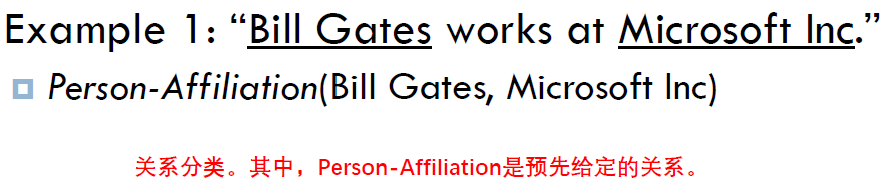 Example 1: “Bill Gates works at Microsoft Inc.”
Person-Affiliation(Bill Gates, Microsoft Inc)
关系分类。其中，Person-Affiliation是预先给定的关系。